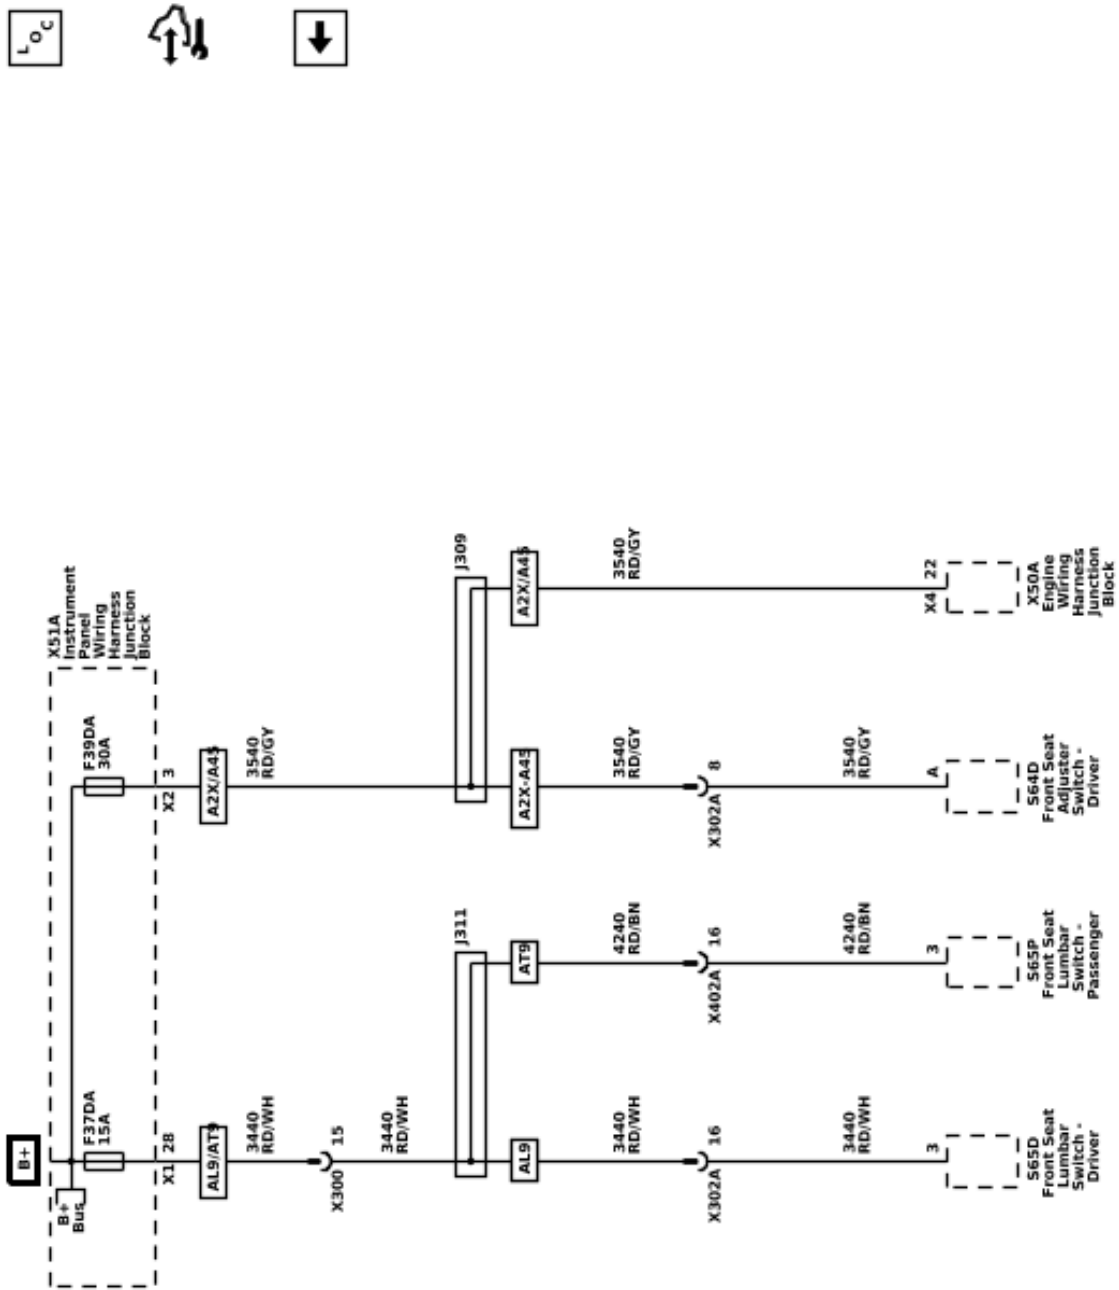 LOC
B+
B+
Bus
F37DA
15A
F39DA
30A
X51A
Instrument
Panel
Wiring
Harness
Junction
Block
X1 28
X2 3
AL9/AT9
A2X/A45
3440
RD/WH
3540
RD/GY
X300 15
3440
RD/WH
J311
J309
AL9
AT9
A2X-A45
A2X/A45
3440
RD/WH
4240
RD/BN
3540
RD/GY
3540
RD/GY
X302A 16
X402A 16
X302A 8
3440
RD/WH
4240
RD/BN
3540
RD/GY
3
3
A
X4 22
S65D
Front Seat
Lumbar
Switch -
Driver
S65P
Front Seat
Lumbar
Switch -
Passenger
S64D
Front Seat
Adjuster
Switch -
Driver
X50A
Engine
Wiring
Harness
Junction
Block